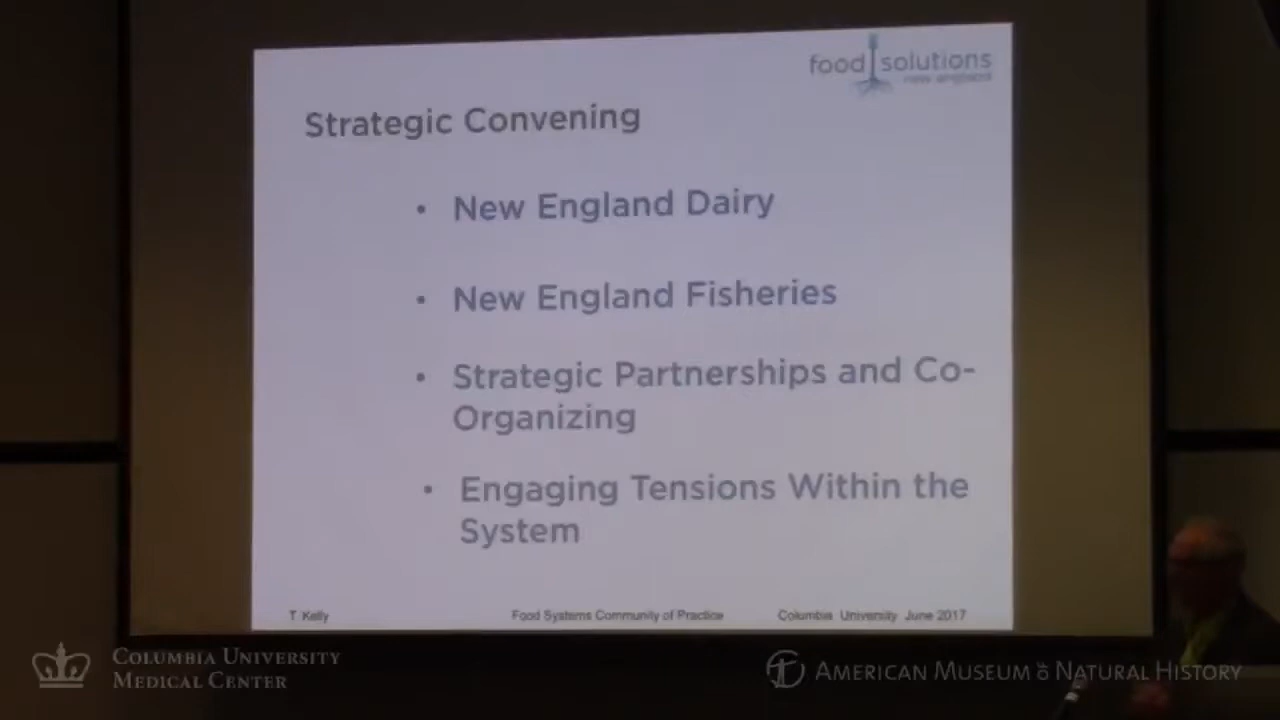 food solutions
new england
Strategic Convening
• New England Dairy
• New England Fisheries
• Strategic Partnerships and Co-
Organizing
• Engaging Tensions Within the
System
T. Kelly Food Systems Community of Practice Columbia University June 2017
COLUMBIA UNIVERSITY
MEDICAL CENTER
AMERICAN MUSEUM OF NATURAL HISTORY